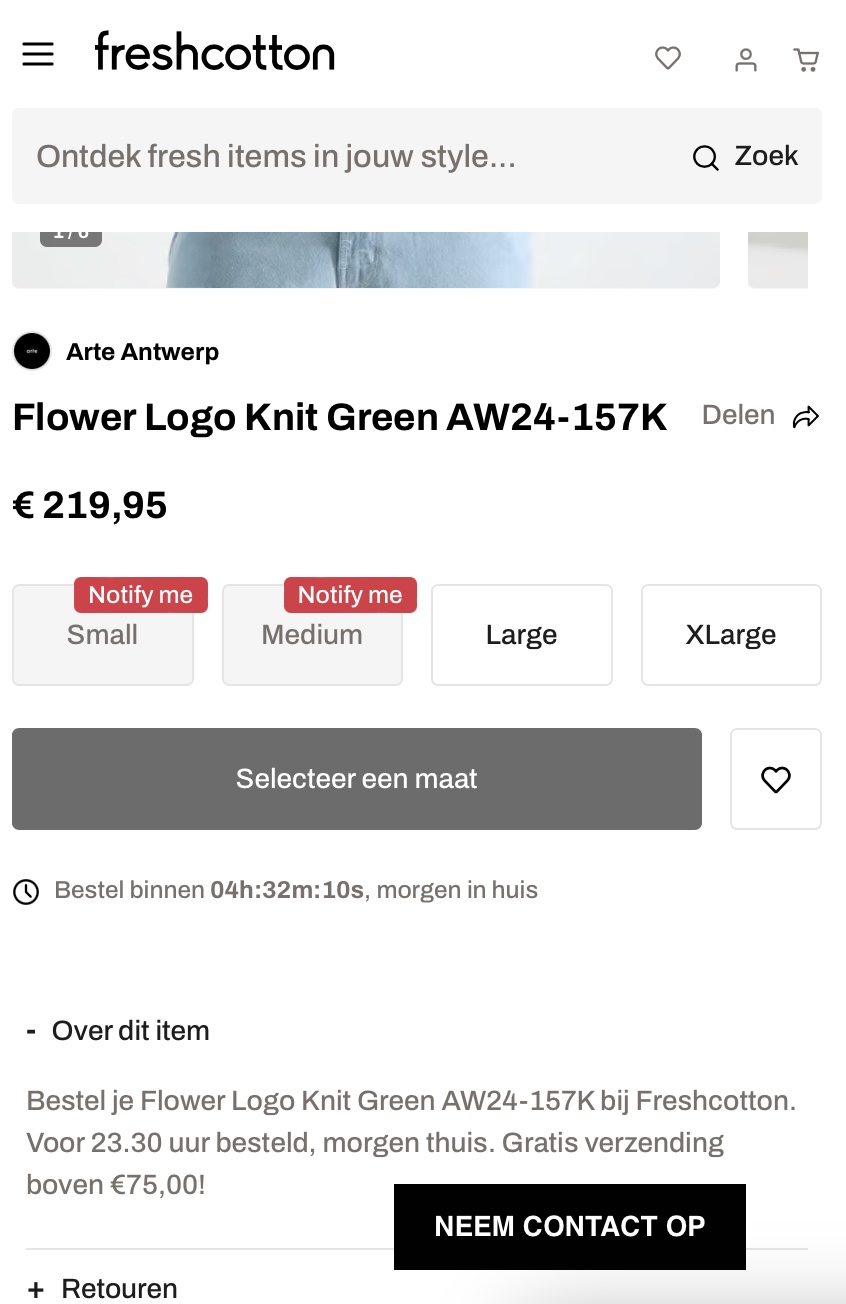 freshcotton
Ontdek fresh items in jouw style...
Zoek
Arte Antwerp
Flower Logo Knit Green AW24-157K
Delen
€ 219,95
Notify me
Small
Notify me
Medium
Large
XLarge
Selecteer een maat
Bestel binnen 04h:32m:10s, morgen in huis
- Over dit item
Bestel je Flower Logo Knit Green AW24-157K bij Freshcotton.
Voor 23.30 uur besteld, morgen thuis. Gratis verzending
boven €75,00!
NEEM CONTACT OP
+ Retouren